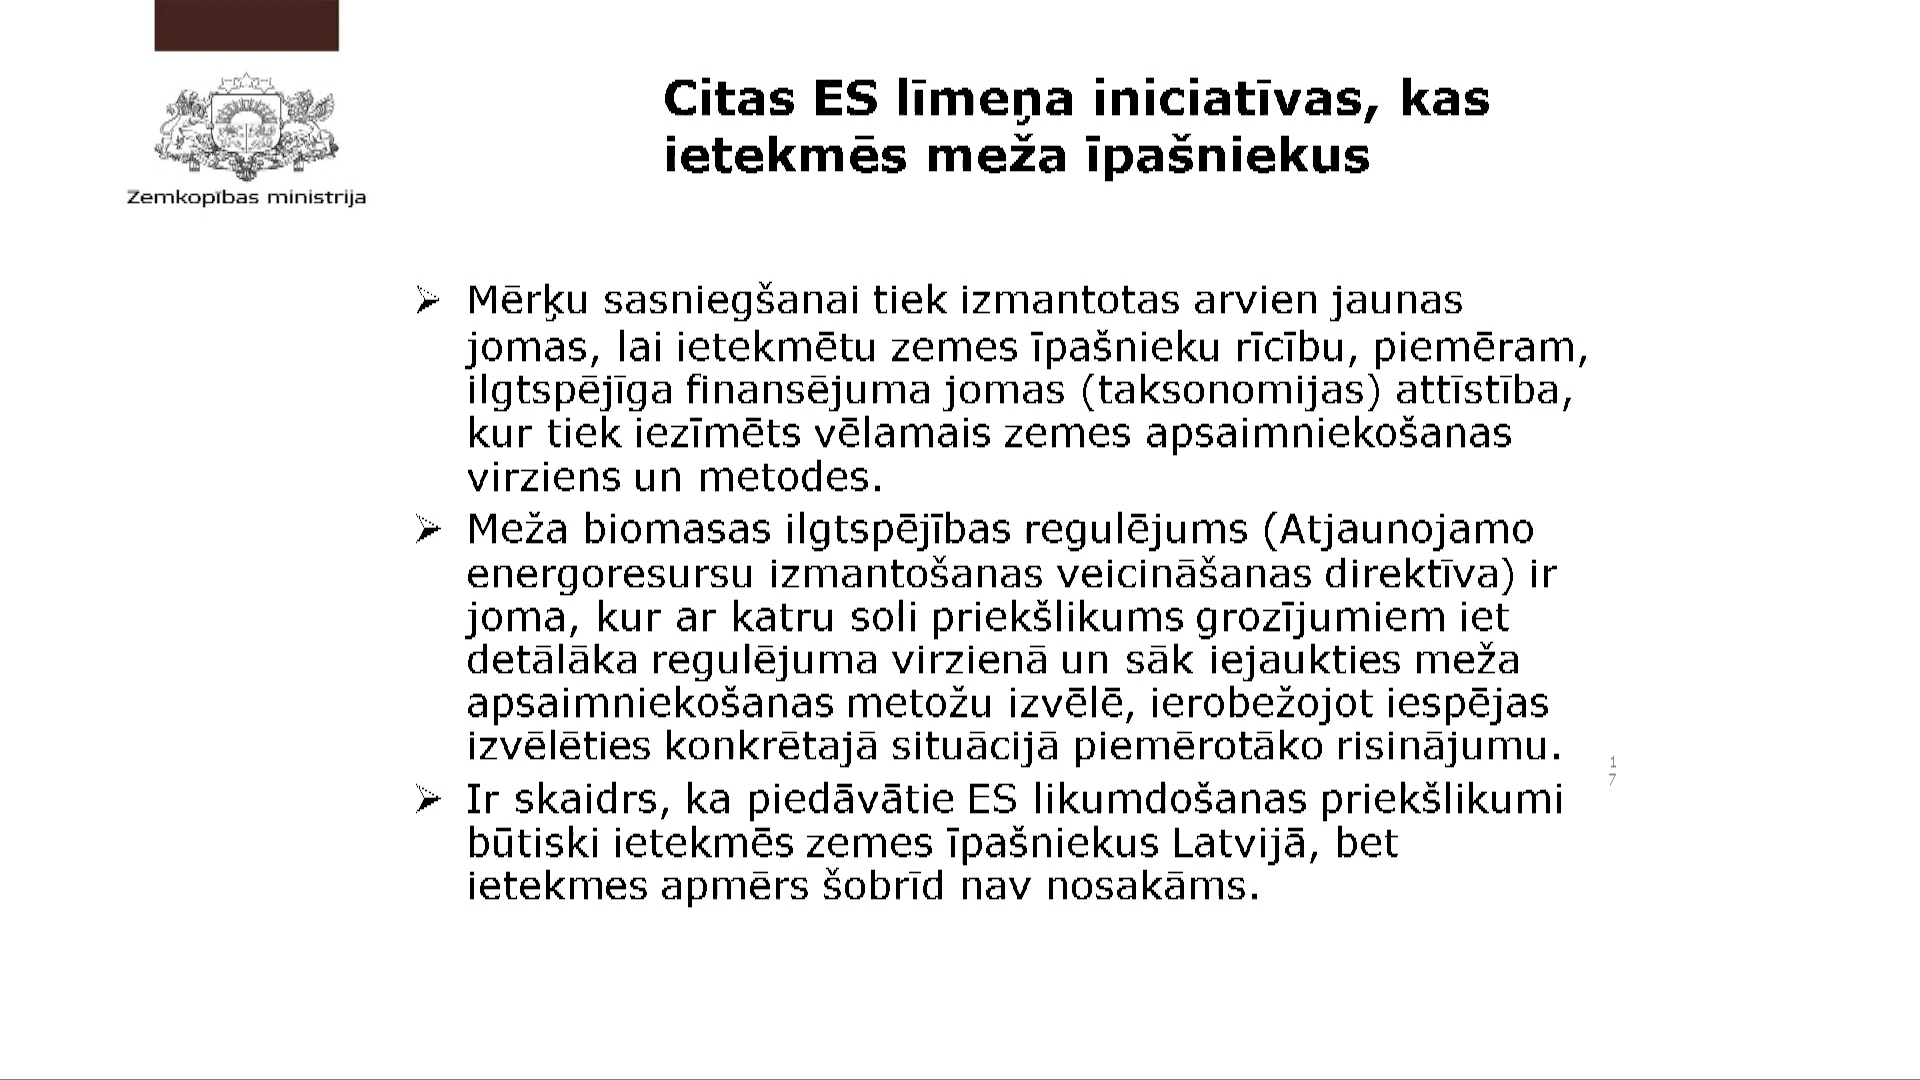 Zemkopības ministrija
Citas ES līmeņa iniciatīvas, kas
ietekmēs meža īpašniekus
➢ Mērķu sasniegšanai tiek izmantotas arvien jaunas
jomas, lai ietekmētu zemes īpašnieku rīcību, piemēram,
ilgtspējīga finansējuma jomas (taksonomijas) attīstība,
kur tiek iezīmēts vēlamais zemes apsaimniekošanas
virziens un metodes.
➢ Meža biomasas ilgtspējības regulējums (Atjaunojamo
energoresursu izmantošanas veicināšanas direktīva) ir
joma, kur ar katru soli priekšlikums grozījumiem iet
detālāka regulējuma virzienā un sāk iejaukties meža
apsaimniekošanas metožu izvēlē, ierobežojot iespējas
izvēlēties konkrētajā situācijā piemērotāko risinājumu.
➢ Ir skaidrs, ka piedāvātie ES likumdošanas priekšlikumi
būtiski ietekmēs zemes īpašniekus Latvijā, bet
ietekmes apmērs šobrīd nav nosakāms.
1
7